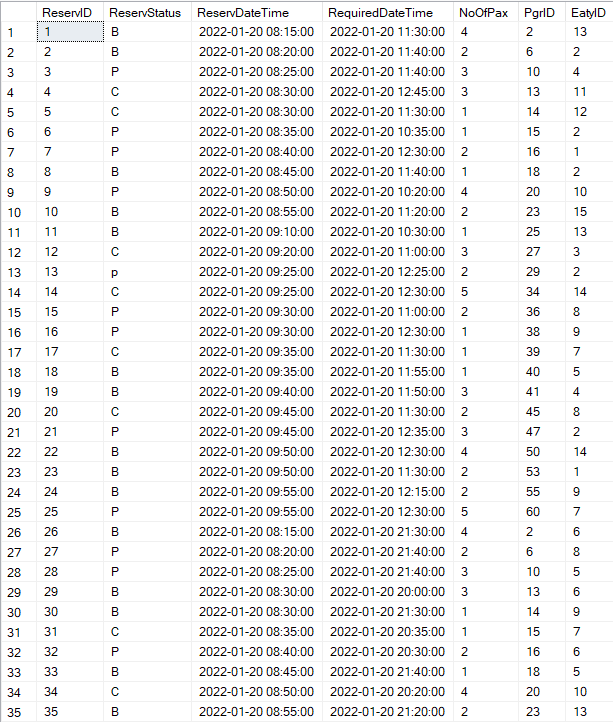 ReservID ReservStatus ReservDateTime RequiredDateTime NoOfPax PgrID EatyID
1 1 B 2022-01-20 08:15:00 2022-01-20 11:30:00 4 2 13
2 2 B 2022-01-20 08:20:00 2022-01-20 11:40:00 2 6 2
3 3 P 2022-01-20 08:25:00 2022-01-20 11:40:00 3 10 4
4 4 C 2022-01-20 08:30:00 2022-01-20 12:45:00 3 13 11
5 5 C 2022-01-20 08:30:00 2022-01-20 11:30:00 1 14 12
6 6 P 2022-01-20 08:35:00 2022-01-20 10:35:00 1 15 2
7 7 P 2022-01-20 08:40:00 2022-01-20 12:30:00 2 16 1
8 8 B 2022-01-20 08:45:00 2022-01-20 11:40:00 1 18 2
9 9 P 2022-01-20 08:50:00 2022-01-20 10:20:00 4 20 10
10 10 B 2022-01-20 08:55:00 2022-01-20 11:20:00 2 23 15
11 11 B 2022-01-20 09:10:00 2022-01-20 10:30:00 1 25 13
12 12 C 2022-01-20 09:20:00 2022-01-20 11:00:00 3 27 3
13 13 p 2022-01-20 09:25:00 2022-01-20 12:25:00 2 29 2
14 14 C 2022-01-20 09:25:00 2022-01-20 12:30:00 5 34 14
15 15 P 2022-01-20 09:30:00 2022-01-20 11:00:00 2 36 8
16 16 P 2022-01-20 09:30:00 2022-01-20 12:30:00 1 38 9
17 17 C 2022-01-20 09:35:00 2022-01-20 11:30:00 1 39 7
18 18 B 2022-01-20 09:35:00 2022-01-20 11:55:00 1 40 5
19 19 B 2022-01-20 09:40:00 2022-01-20 11:50:00 3 41 4
20 20 C 2022-01-20 09:45:00 2022-01-20 11:30:00 2 45 8
21 21 P 2022-01-20 09:45:00 2022-01-20 12:35:00 3 47 2
22 22 B 2022-01-20 09:50:00 2022-01-20 12:30:00 4 50 14
23 23 B 2022-01-20 09:50:00 2022-01-20 11:30:00 2 53 1
24 24 B 2022-01-20 09:55:00 2022-01-20 12:15:00 2 55 9
25 25 P 2022-01-20 09:55:00 2022-01-20 12:30:00 5 60 7
26 26 B 2022-01-20 08:15:00 2022-01-20 21:30:00 4 2 6
27 27 P 2022-01-20 08:20:00 2022-01-20 21:40:00 2 6 8
28 28 P 2022-01-20 08:25:00 2022-01-20 21:40:00 3 10 5
29 29 B 2022-01-20 08:30:00 2022-01-20 20:00:00 3 13 6
30 30 B 2022-01-20 08:30:00 2022-01-20 21:30:00 1 14 9
31 31 C 2022-01-20 08:35:00 2022-01-20 20:35:00 1 15 7
32 32 P 2022-01-20 08:40:00 2022-01-20 20:30:00 2 16 6
33 33 B 2022-01-20 08:45:00 2022-01-20 21:40:00 1 18 5
34 34 C 2022-01-20 08:50:00 2022-01-20 20:20:00 4 20 10
35 35 B 2022-01-20 08:55:00 2022-01-20 21:20:00 2 23 13